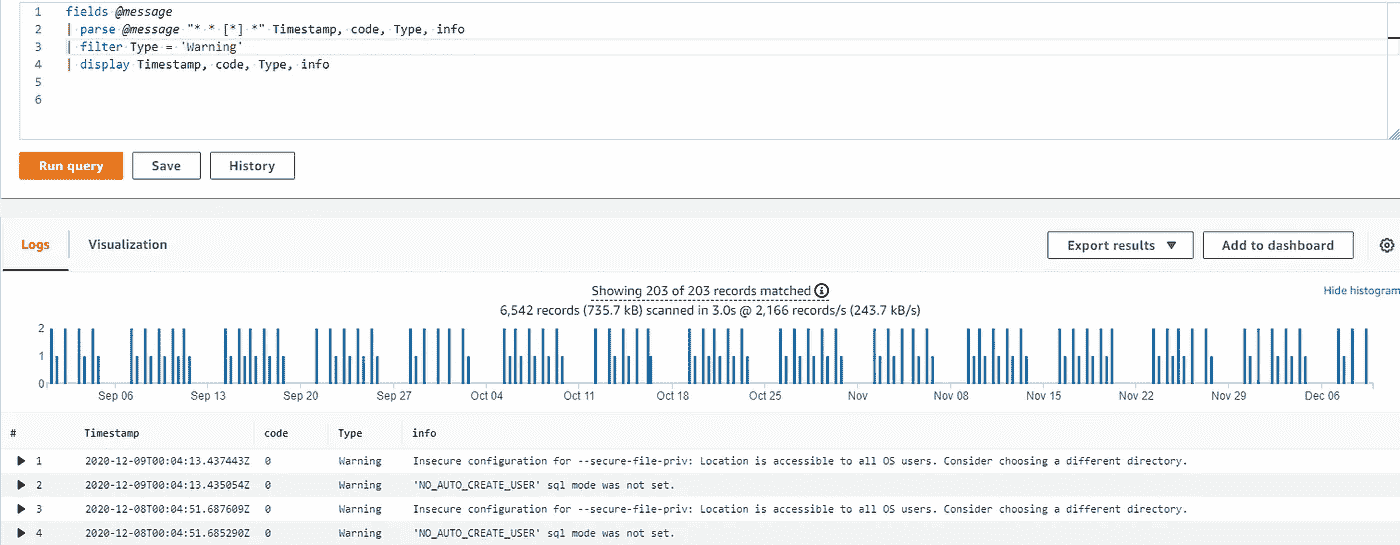 1 fields @message
2 | parse @message "* * [*] *" Timestamp, code, Type, info
3 | filter Type = 'Warning'
4 | display Timestamp, code, Type, info
5
6
Run query Save History
Logs Visualization Export results ▼ Add to dashboard
Showing 203 of 203 records matched
Hide histogram
6,542 records (735.7 kB) scanned in 3.0s @ 2,166 records/s (243.7 kB/s)
2
1
0
Sep 06 Sep 13 Sep 20 Sep 27 Oct 04 Oct 11 Oct 18 Oct 25 Nov Nov 08 Nov 15 Nov 22 Nov 29 Dec 06
# Timestamp code Type info
▶ 1 2020-12-09T00:04:13.437443Z 0 Warning Insecure configuration for --secure-file-priv: Location is accessible to all OS users. Consider choosing a different directory.
▶ 2 2020-12-09T00:04:13.435054Z 0 Warning 'NO_AUTO_CREATE_USER' sql mode was not set.
▶ 3 2020-12-08T00:04:51.687609Z 0 Warning Insecure configuration for --secure-file-priv: Location is accessible to all OS users. Consider choosing a different directory.
▶ 4 2020-12-08T00:04:51.685290Z 0 Warning 'NO_AUTO_CREATE_USER' sql mode was not set.